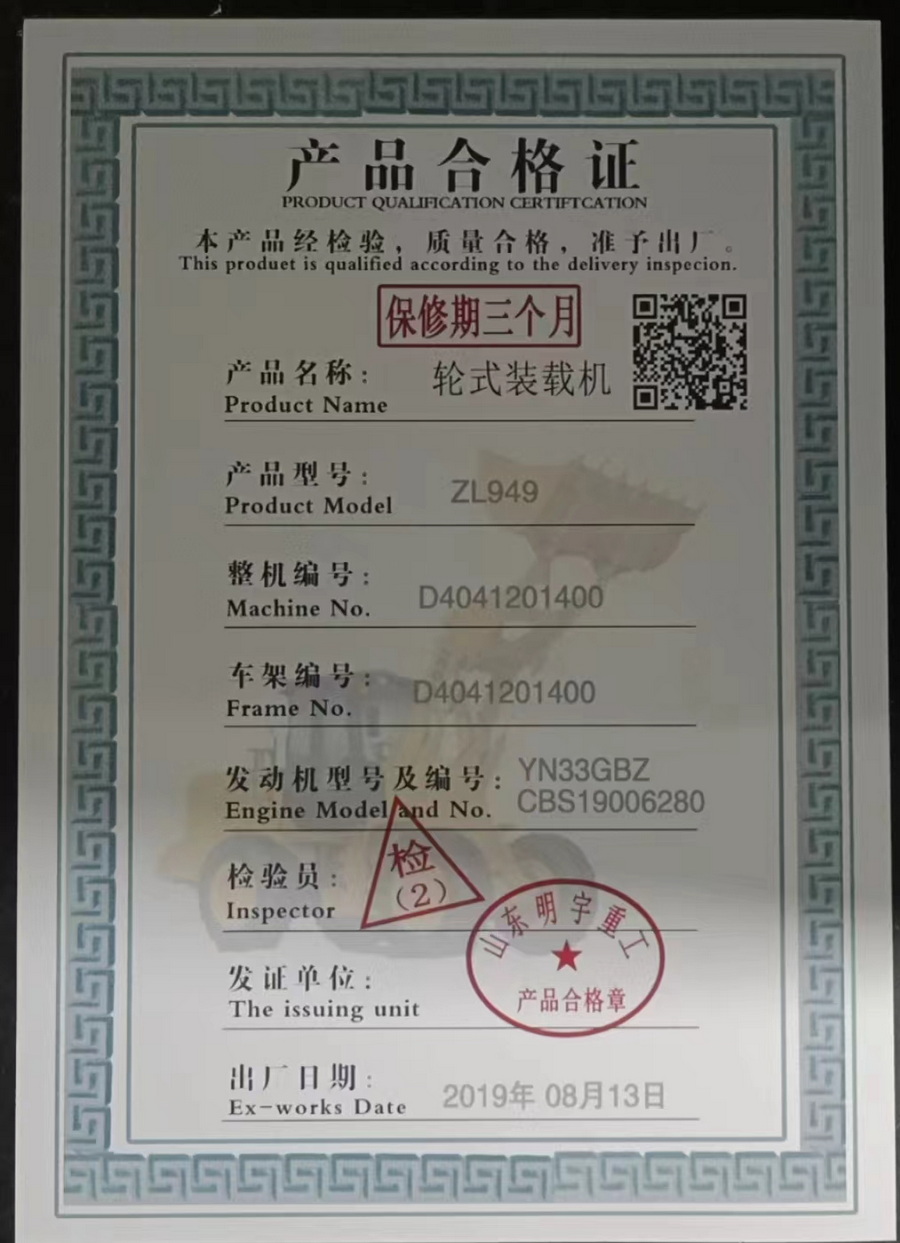 产品合格证
PRODUCT QUALIFICATION CERTIFTCATION
本产品经检验，质量合格，准予出厂。
This produet is qualified according to the delivery inspecion.
保修期三个月
产品名称： 轮式装载机
Product Name
产品型号： ZL949
Product Model
整机编号： D4041201400
Machine No.
车架编号： D4041201400
Frame No.
发动机型号及编号： YN33GBZ
Engine Model and No. CBS19006280
检验员： 检
Inspector （2）
山东明宇重工
发证单位： 产品合格章
The issuing unit
出厂日期： 2019年 08月13日
Ex-works Date